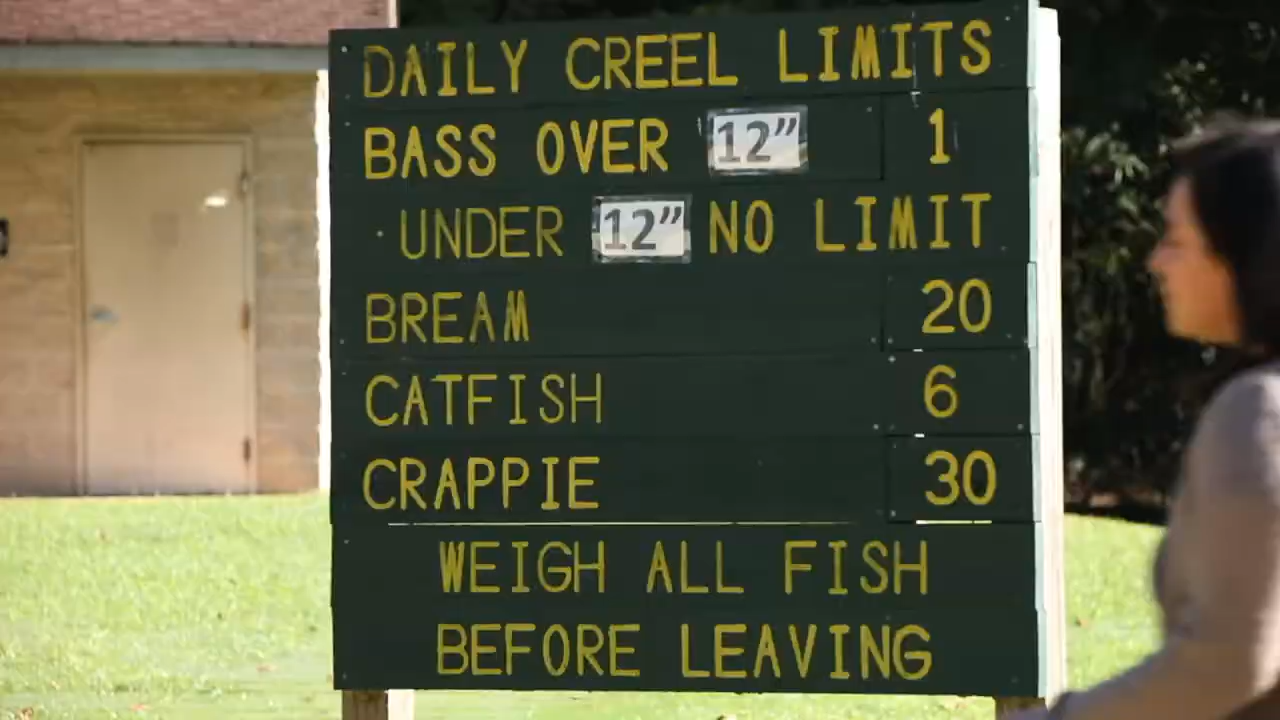 DAILY CREEL LIMITS
BASS OVER 12” 1
UNDER 12” NO LIMIT
BREAM 20
CATFISH 6
CRAPPIE 30
WEIGH ALL FISH
BEFORE LEAVING